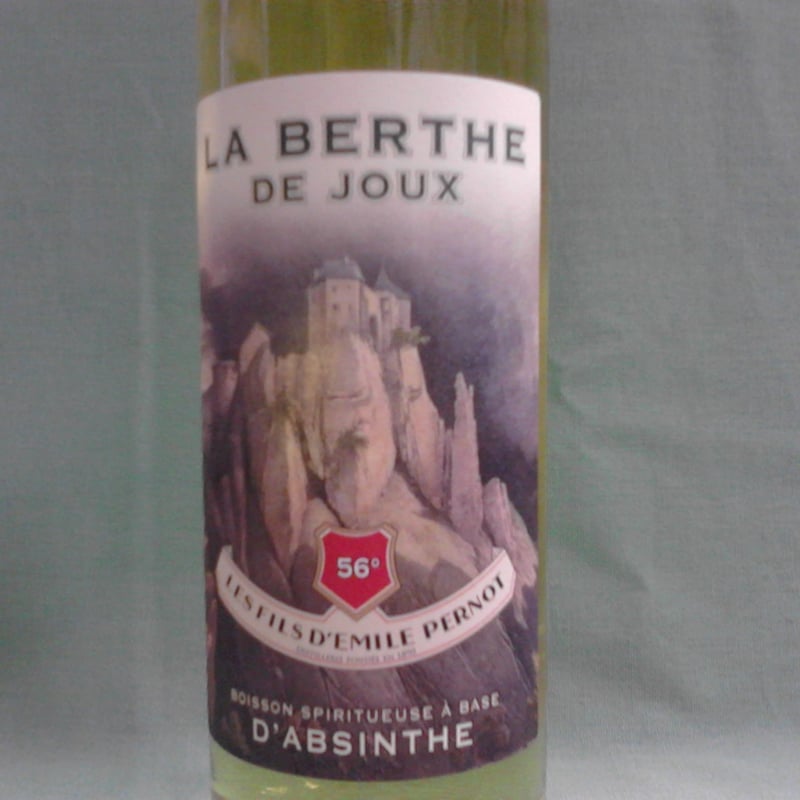 LA BERTHE
DE JOUX
56°
LES FILS D'EMILE PERNOT
BOISSON SPIRITUEUSE À BASE
D'ABSINTHE